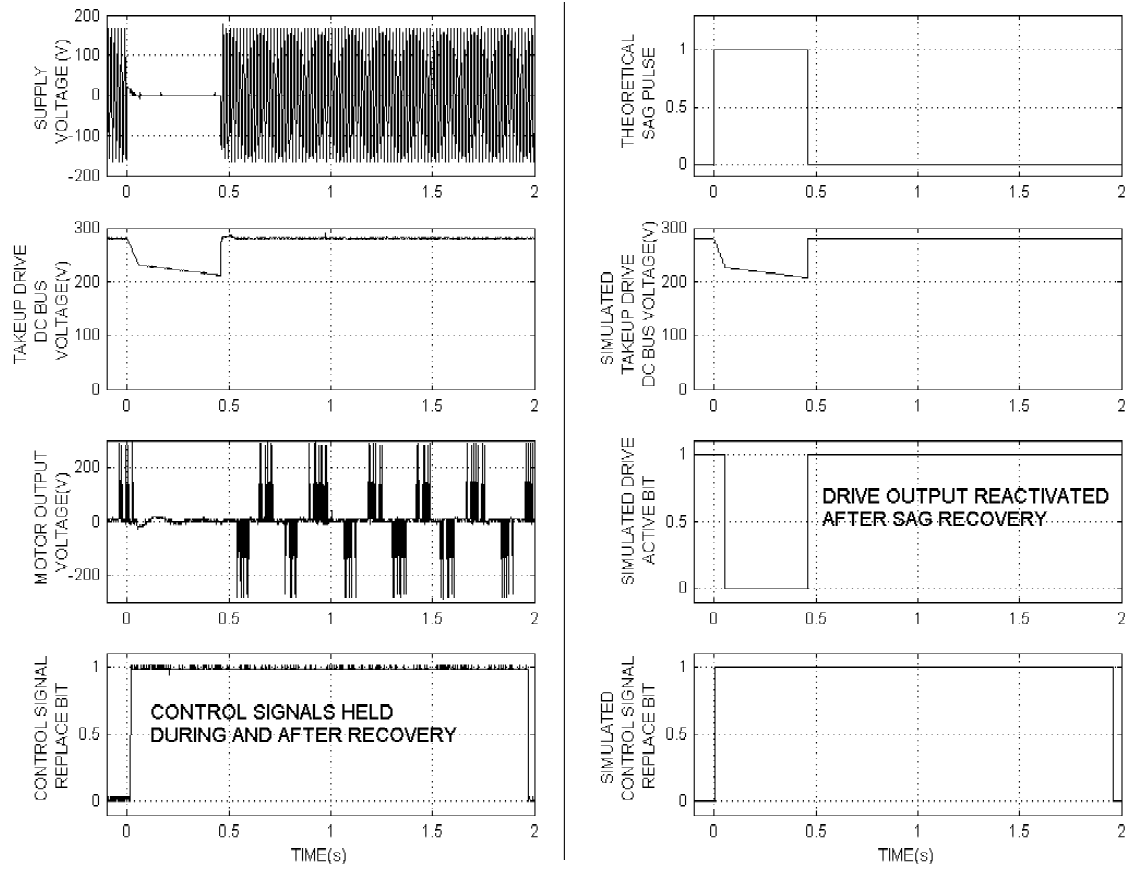 SUPPLY
VOLTAGE (V)
200
100
0
-100
-200
0 0.5 1 1.5 2
TAKEUP DRIVE
DC BUS
VOLTAGE(V)
300
200
100
0
0 0.5 1 1.5 2
MOTOR OUTPUT
VOLTAGE(V)
200
0
-200
0 0.5 1 1.5 2
CONTROL SIGNAL
REPLACE BIT
1
0.5
0
CONTROL SIGNALS HELD
DURING AND AFTER RECOVERY
0 0.5 1 1.5 2
TIME(s)
THEORETICAL
SAG PULSE
1
0.5
0
0 0.5 1 1.5 2
SIMULATED
TAKEUP DRIVE
DC BUS VOLTAGE(V)
300
200
100
0
0 0.5 1 1.5 2
SIMULATED DRIVE
ACTIVE BIT
1
0.5
0
DRIVE OUTPUT REACTIVATED
AFTER SAG RECOVERY
0 0.5 1 1.5 2
SIMULATED
CONTROL SIGNAL
REPLACE BIT
1
0.5
0
0 0.5 1 1.5 2
TIME(s)